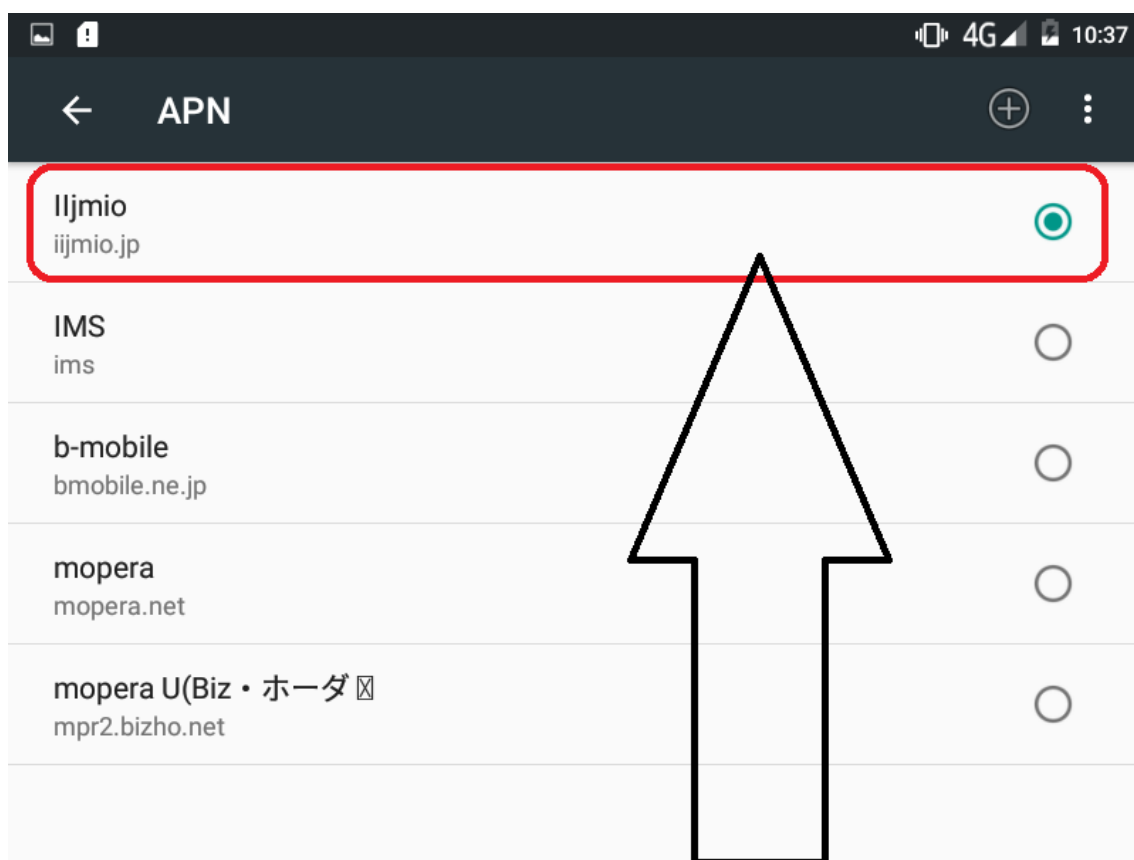 4G 10:37
APN
IIjmio
iijmio.jp
IMS
ims
b-mobile
bmobile.ne.jp
mopera
mopera.net
mopera U(Biz・ホーダ
mpr2.bizho.net